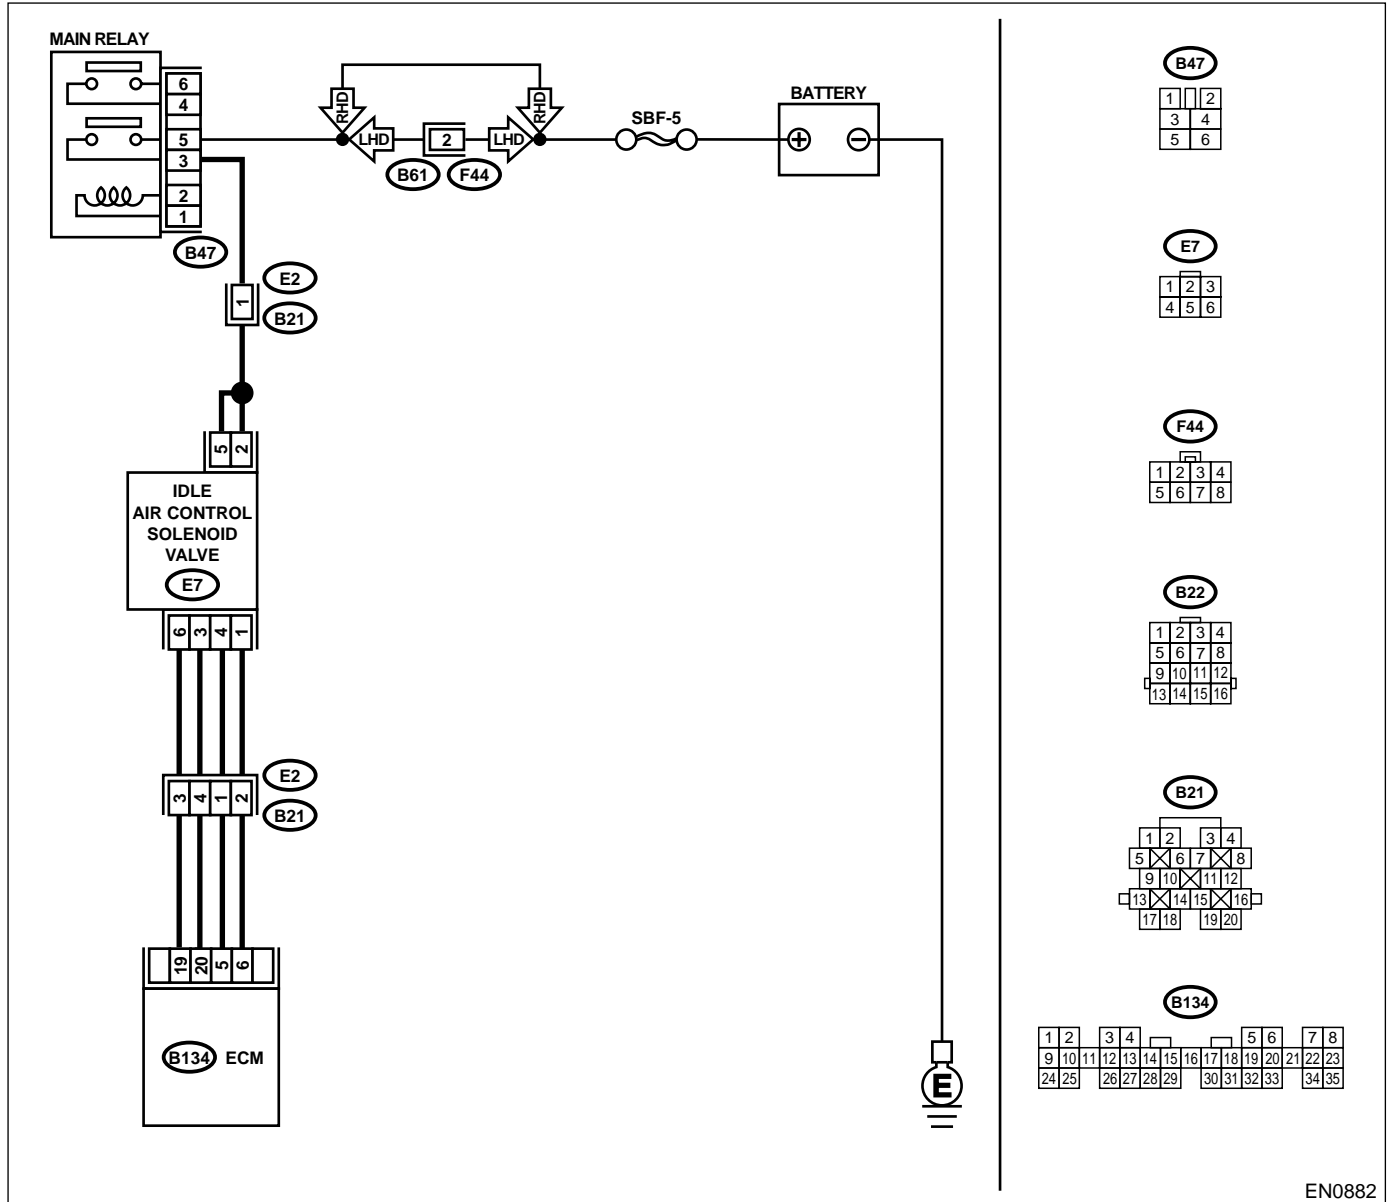 MAIN RELAY
6
4
5
3
2
1
B47
RHD
RHD
LHD
2
LHD
B61
F44
SBF-5
BATTERY
+
−
1
E2
B21
5 2
IDLE
AIR CONTROL
SOLENOID
VALVE
E7
6 3 4 1
3 4 1 2
E2
B21
19 20 5 6
B134 ECM
E
B47
1 2
3 4
5 6
E7
1 2 3
4 5 6
F44
1 2 3 4
5 6 7 8
B22
1 2 3 4
5 6 7 8
9 10 11 12
13 14 15 16
B21
1 2 3 4
5 6 7 8
9 10 11 12
13 14 15 16
17 18 19 20
B134
1 2 3 4 5 6 7 8
9 10 11 12 13 14 15 16 17 18 19 20 21 22 23
24 25 26 27 28 29 30 31 32 33 34 35
EN0882